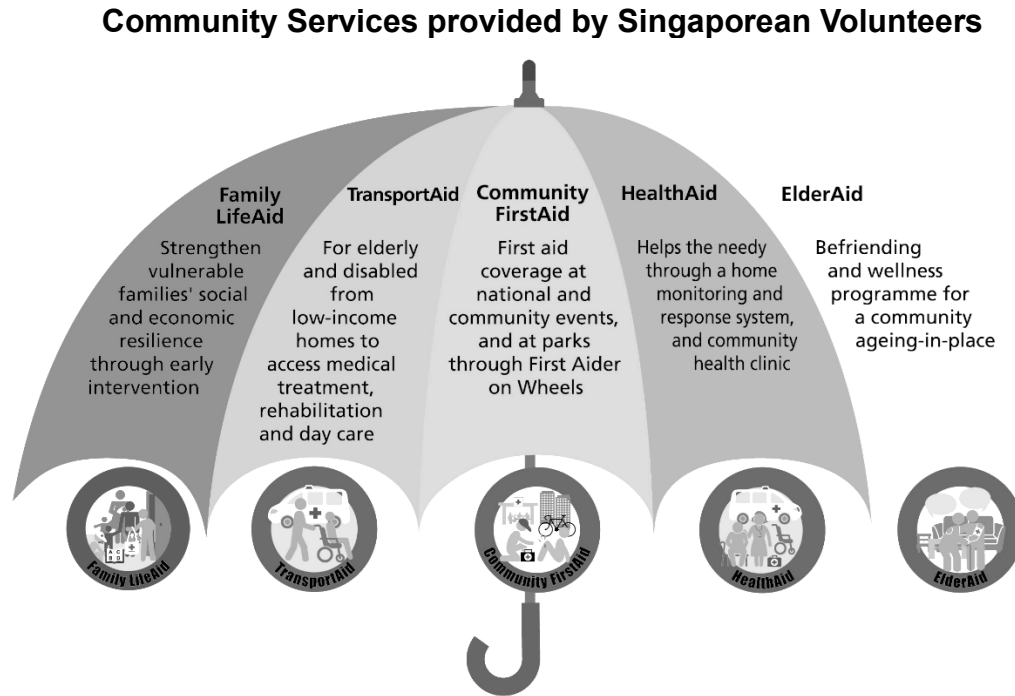 Community Services provided by Singaporean Volunteers
Family
LifeAid
Strengthen
vulnerable
families' social
and economic
resilience
through early
intervention
TransportAid
For elderly
and disabled
from
low-income
homes to
access medical
treatment,
rehabilitation
and day care
Community
FirstAid
First aid
coverage at
national and
community events,
and at parks
through First Aider
on Wheels
HealthAid
Helps the needy
through a home
monitoring and
response system,
and community
health clinic
ElderAid
Befriending
and wellness
programme for
a community
ageing-in-place
Family LifeAid
TransportAid
Community FirstAid
HealthAid
ElderAid